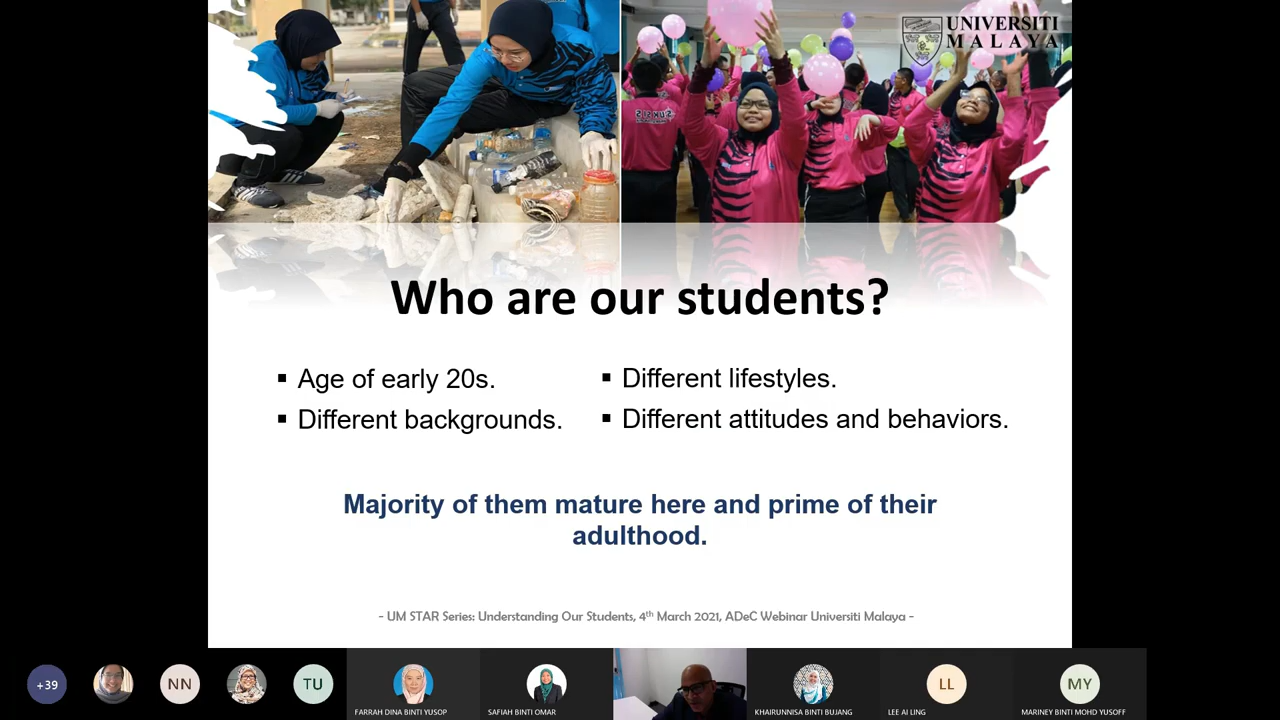 UNIVERSITI
MALAYA
Who are our students?
▪ Age of early 20s.
▪ Different backgrounds.
▪ Different lifestyles.
▪ Different attitudes and behaviors.
Majority of them mature here and prime of their
adulthood.
- UM STAR Series: Understanding Our Students, 4th March 2021, ADeC Webinar Universiti Malaya -
+39
NN
TU
FARRAH DINA BINTI YUSOP
SAFIAH BINTI OMAR
KHAIRUNNISA BINTI BUJANG
LL
LEE AI LING
MY
MARINEY BINTI MOHD YUSOFF